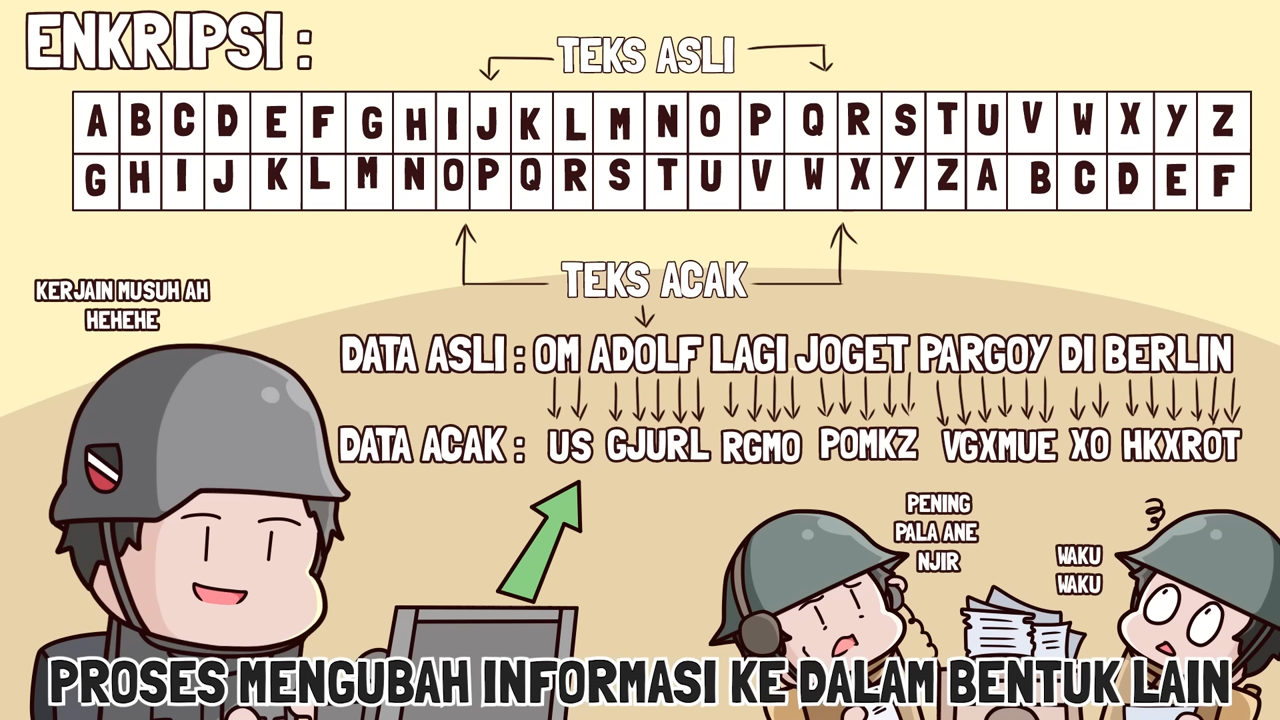 ENKRIPSI :
TEKS ASLI
A B C D E F G H I J K L M N O P Q R S T U V W X Y Z
G H I J K L M N O P Q R S T U V W X Y Z A B C D E F
TEKS ACAK
KERJAIN MUSUH AH
HEHEHE
DATA ASLI : OM ADOLF LAGI JOGET PARGOY DI BERLIN
DATA ACAK : US GJURL RGMO POMKZ VGXMUE XO HKXROT
PENING
PALA ANE
NJIR
WAKU
WAKU
PROSES MENGUBAH INFORMASI KE DALAM BENTUK LAIN